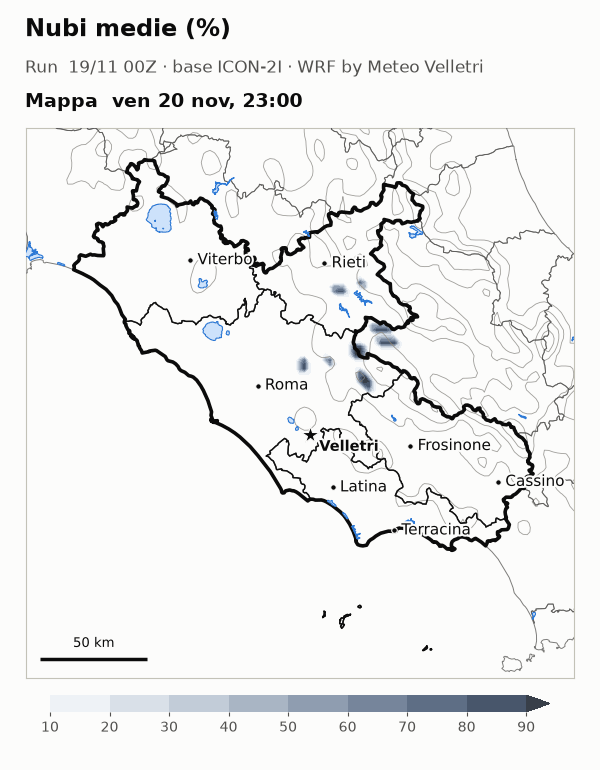 Nubi medie (%)
Run 19/11 00Z · base ICON-2I · WRF by Meteo Velletri
Mappa ven 20 nov, 23:00
Viterbo
Rieti
Roma
Velletri
Frosinone
Cassino
Latina
Terracina
50 km
10 20 30 40 50 60 70 80 90